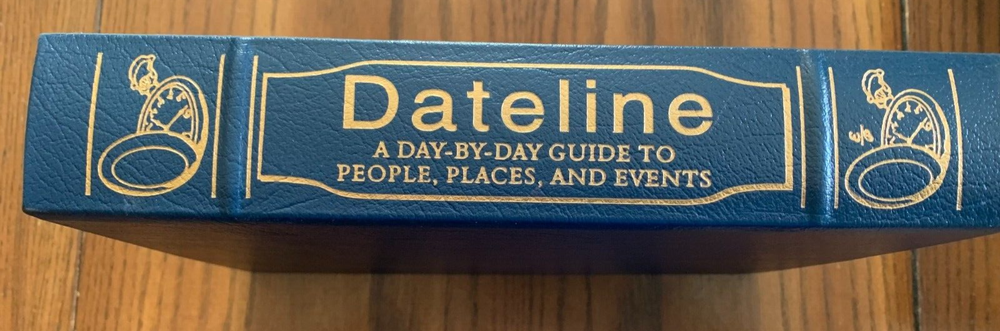 Dateline
A DAY-BY-DAY GUIDE TO
PEOPLE, PLACES, AND EVENTS